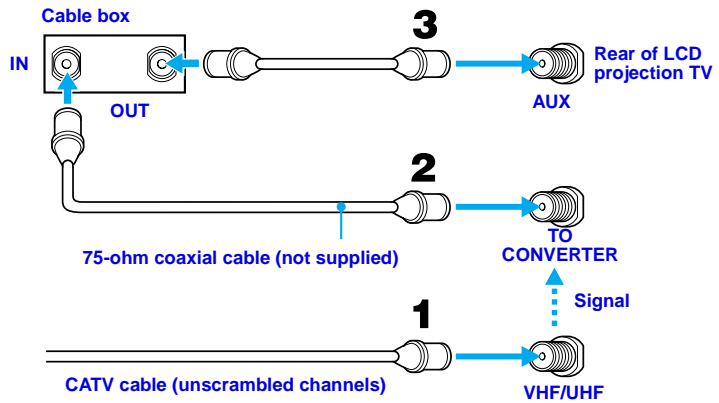 Cable box
IN
OUT
3
Rear of LCD
projection TV
AUX
2
75-ohm coaxial cable (not supplied)
TO
CONVERTER
Signal
1
CATV cable (unscrambled channels)
VHF/UHF